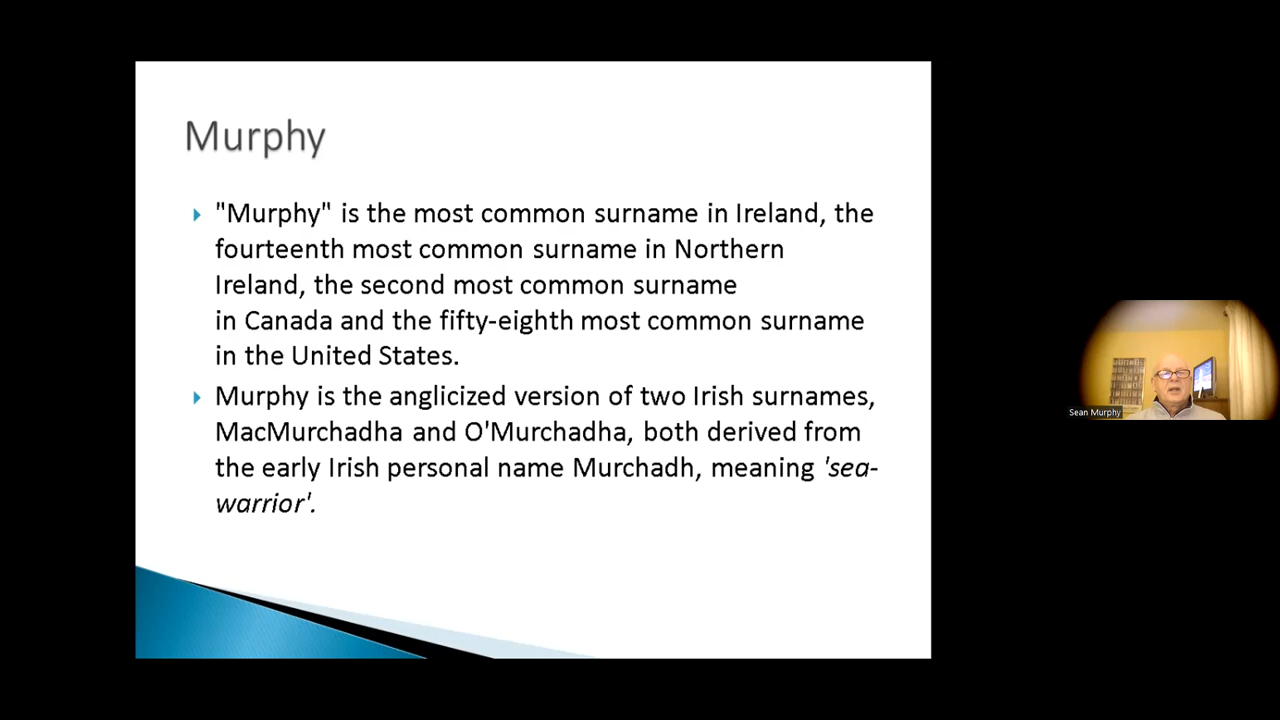 Murphy
"Murphy" is the most common surname in Ireland, the
fourteenth most common surname in Northern
Ireland, the second most common surname
in Canada and the fifty-eighth most common surname
in the United States.
Murphy is the anglicized version of two Irish surnames,
MacMurchadha and O'Murchadha, both derived from
the early Irish personal name Murchadh, meaning 'sea-
warrior'.
Sean Murphy